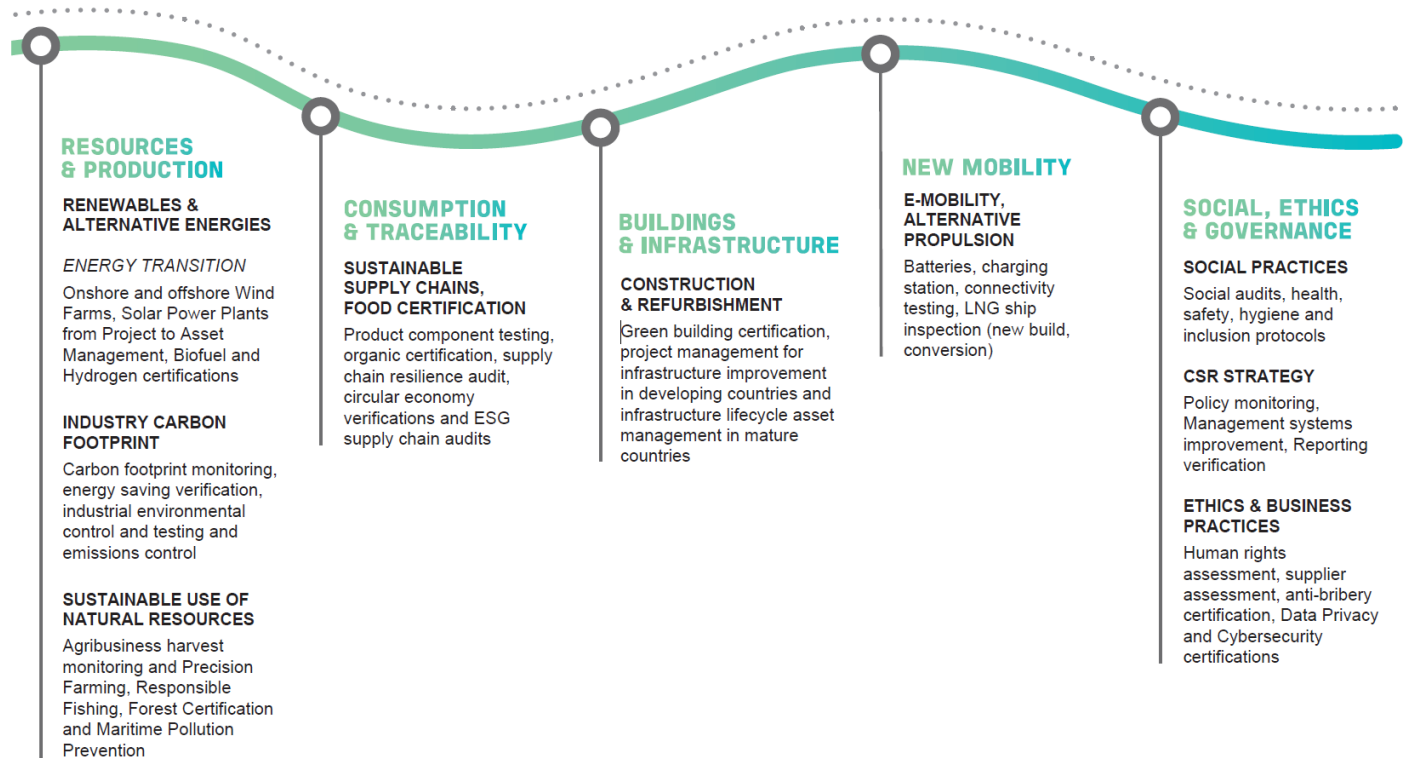 RESOURCES
& PRODUCTION
RENEWABLES &
ALTERNATIVE ENERGIES
ENERGY TRANSITION
Onshore and offshore Wind
Farms, Solar Power Plants
from Project to Asset
Management, Biofuel and
Hydrogen certifications
INDUSTRY CARBON
FOOTPRINT
Carbon footprint monitoring,
energy saving verification,
industrial environmental
control and testing and
emissions control
SUSTAINABLE USE OF
NATURAL RESOURCES
Agribusiness harvest
monitoring and Precision
Farming, Responsible
Fishing, Forest Certification
and Maritime Pollution
Prevention
CONSUMPTION
& TRACEABILITY
SUSTAINABLE
SUPPLY CHAINS,
FOOD CERTIFICATION
Product component testing,
organic certification, supply
chain resilience audit,
circular economy
verifications and ESG
supply chain audits
BUILDINGS
& INFRASTRUCTURE
CONSTRUCTION
& REFURBISHMENT
Green building certification,
project management for
infrastructure improvement
in developing countries and
infrastructure lifecycle asset
management in mature
countries
NEW MOBILITY
E-MOBILITY,
ALTERNATIVE
PROPULSION
Batteries, charging
station, connectivity
testing, LNG ship
inspection (new build,
conversion)
SOCIAL, ETHICS
& GOVERNANCE
SOCIAL PRACTICES
Social audits, health,
safety, hygiene and
inclusion protocols
CSR STRATEGY
Policy monitoring,
Management systems
improvement, Reporting
verification
ETHICS & BUSINESS
PRACTICES
Human rights
assessment, supplier
assessment, anti-bribery
certification, Data Privacy
and Cybersecurity
certifications